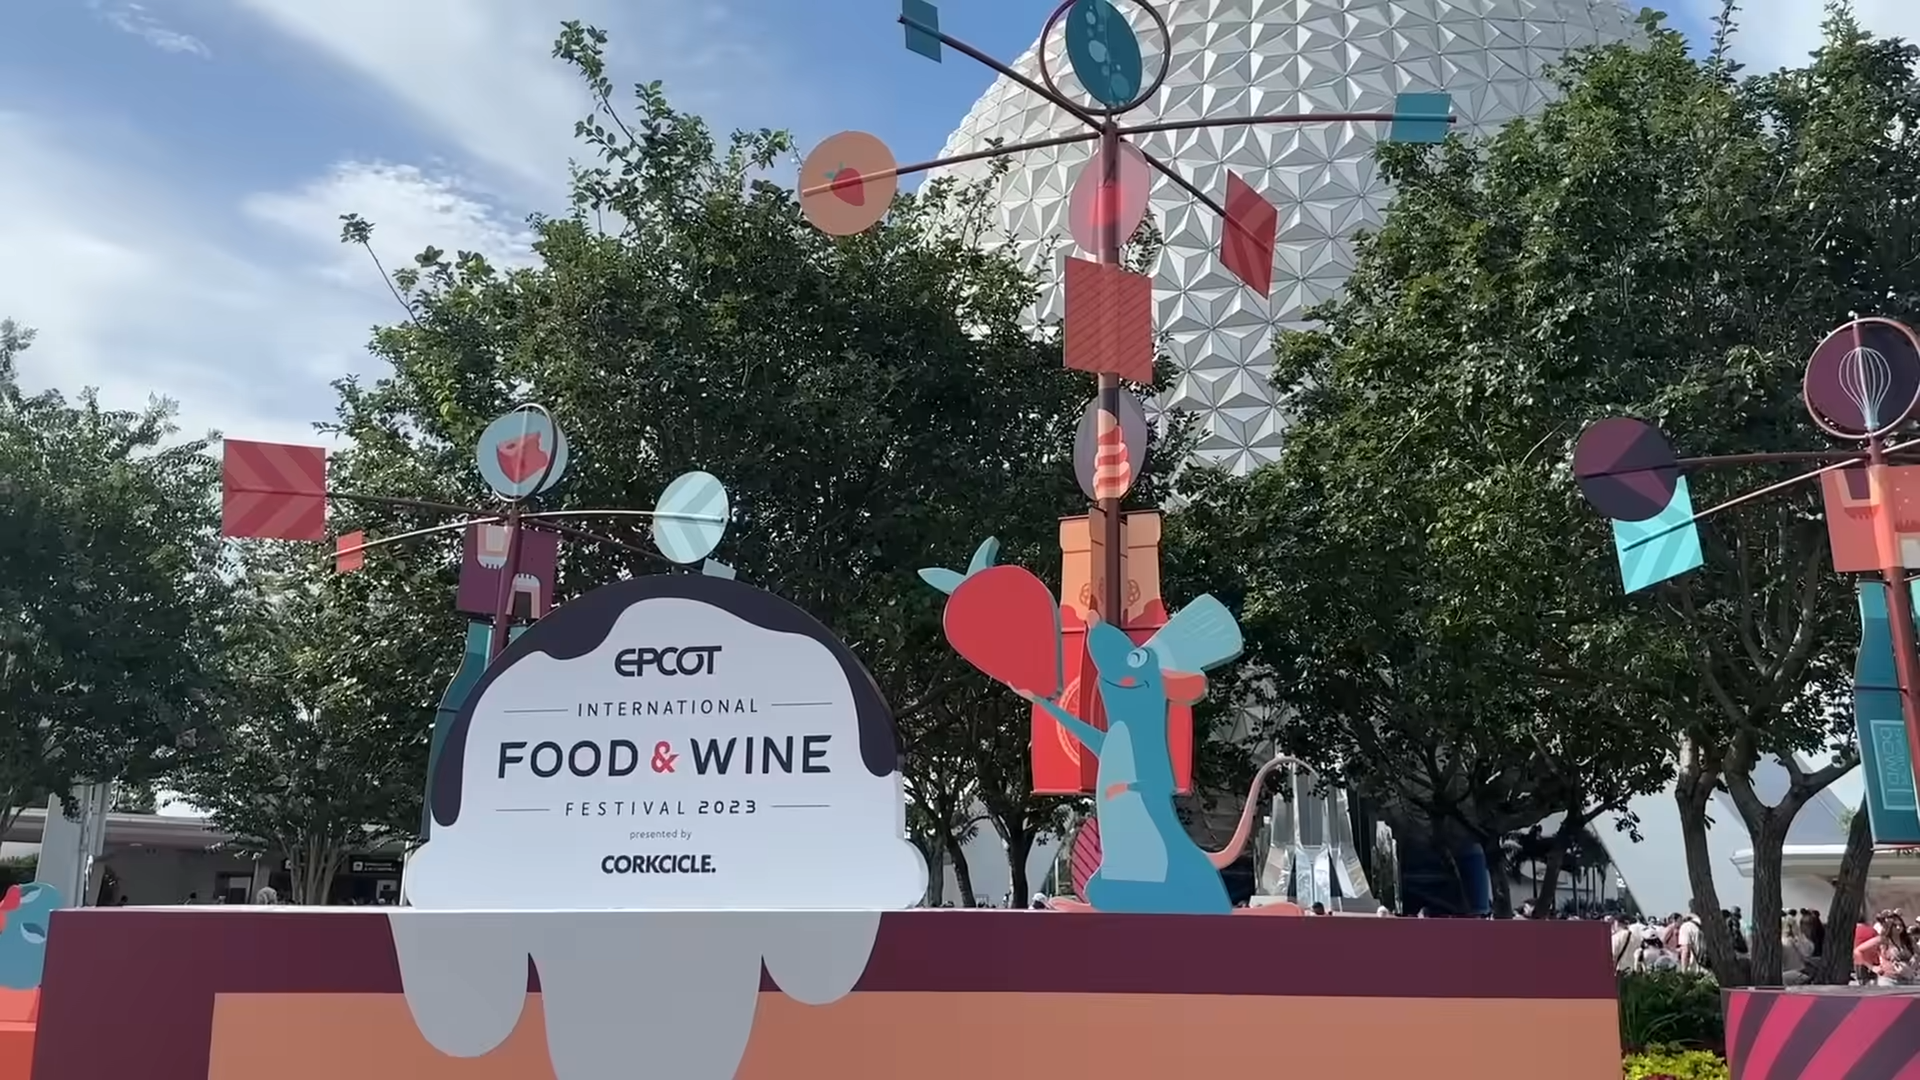 EPCOT
INTERNATIONAL
FOOD & WINE
FESTIVAL 2023
presented by
CORKCICLE.